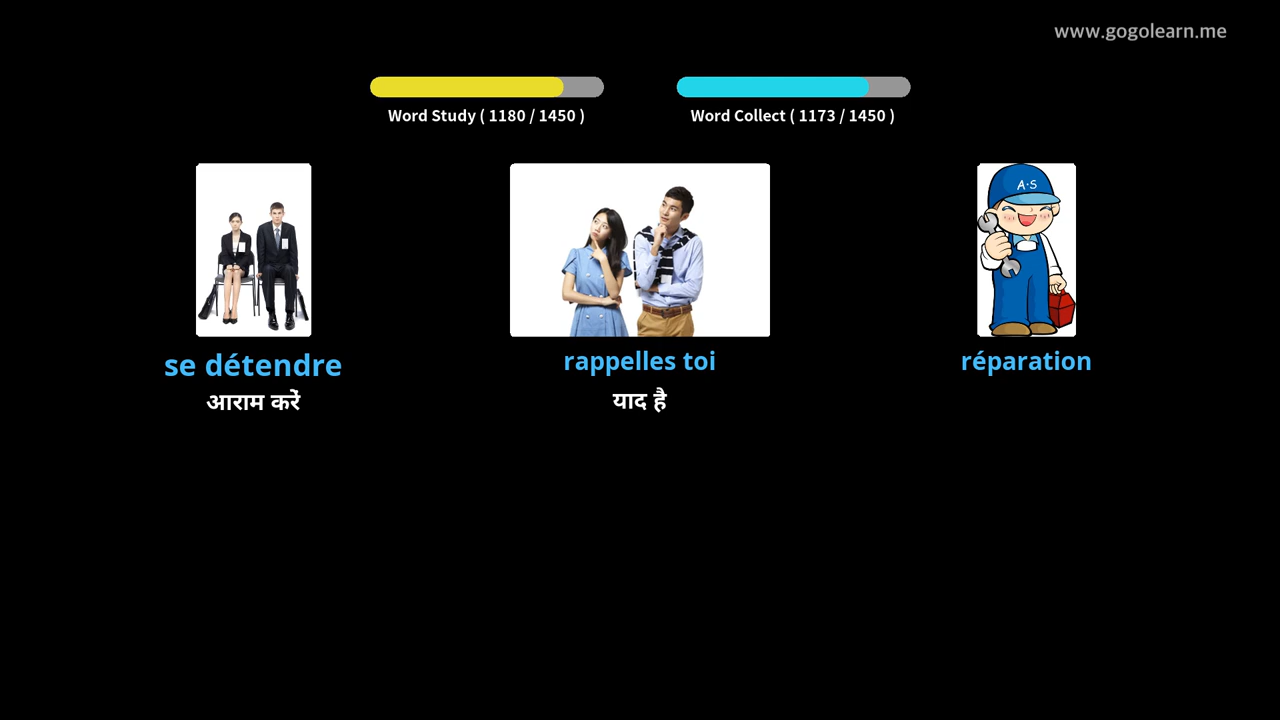 www.gogolearn.me
Word Study ( 1180 / 1450 )
Word Collect ( 1173 / 1450 )
A·S
se détendre
rappelles toi
réparation
आराम करें
याद है